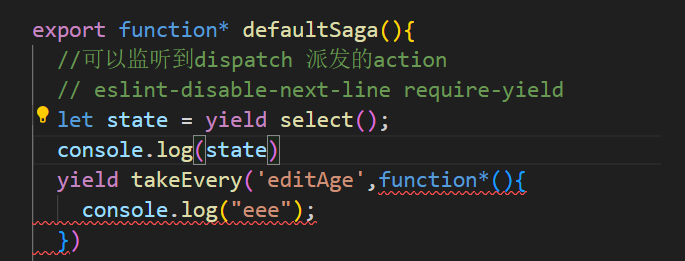 export function* defaultSaga(){
//可以监听到dispatch 派发的action
// eslint-disable-next-line require-yield
let state = yield select();
console.log(state)
yield takeEvery('editAge',function*(){
console.log("eee");
})